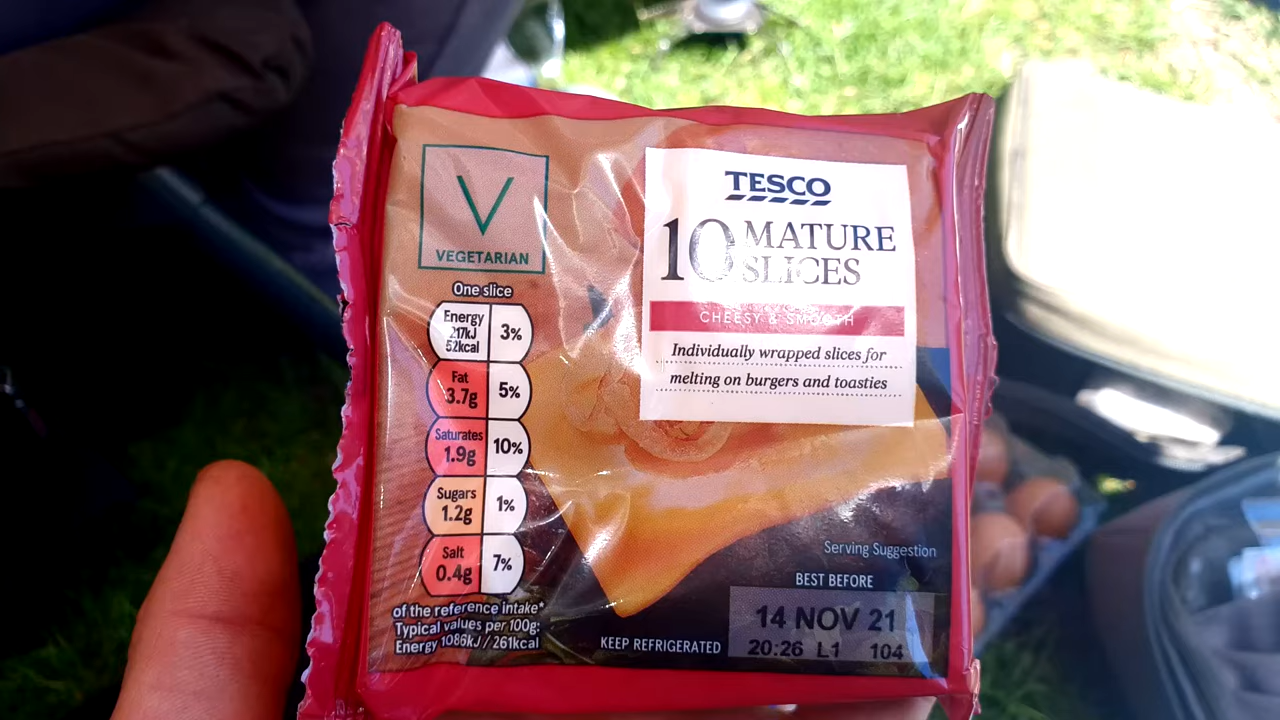 V
VEGETARIAN
One slice
Energy
217kJ
52kcal
3%
Fat
3.7g
5%
Saturates
1.9g
10%
Sugars
1.2g
1%
Salt
0.4g
7%
of the reference intake*
Typical values per 100g:
Energy 1086kJ / 261kcal
TESCO
10 MATURE
SLICES
CHEESY & SMOOTH
Individually wrapped slices for
melting on burgers and toasties
Serving Suggestion
BEST BEFORE
KEEP REFRIGERATED
14 NOV 21
20:26 L1 104